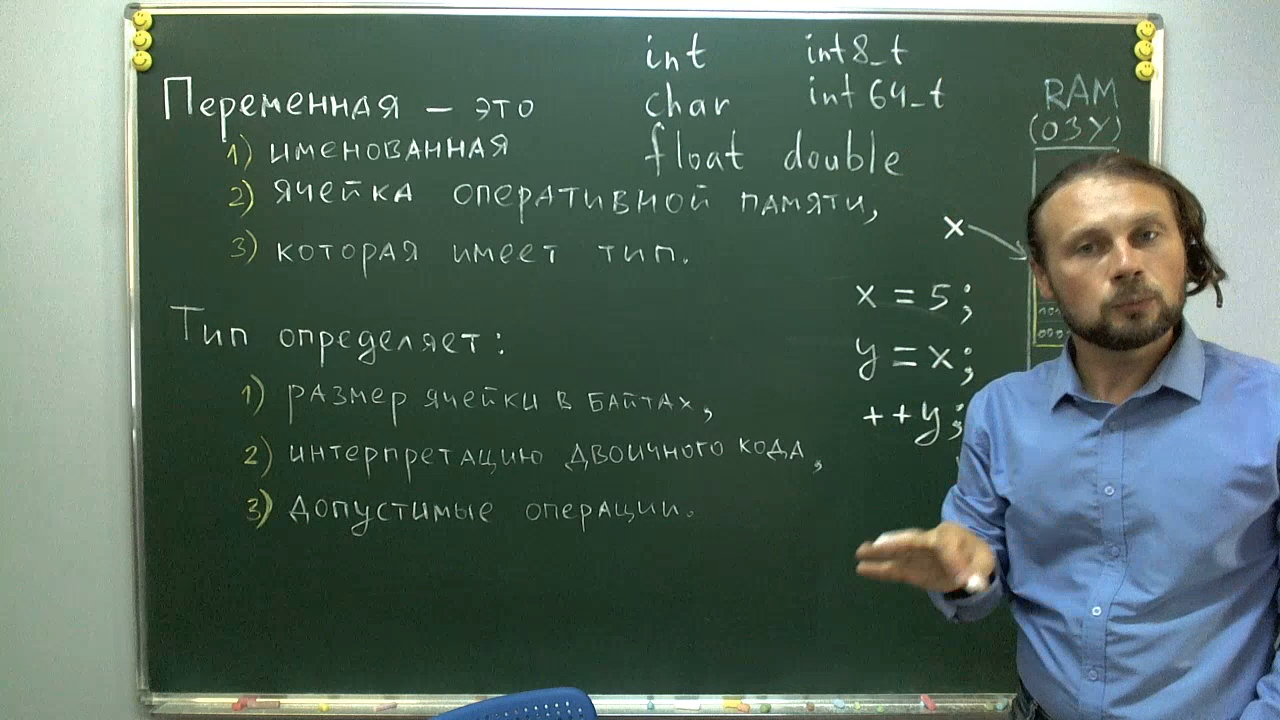 Переменная – это
1) именованная
2) ячейка оперативной памяти,
3) которая имеет тип.
Тип определяет:
1) размер ячейки в байтах,
2) интерпретацию двоичного кода,
3) допустимые операции.
int int8_t
char int64_t
float double
x
x = 5;
y = x;
++y;
RAM
(ОЗУ)